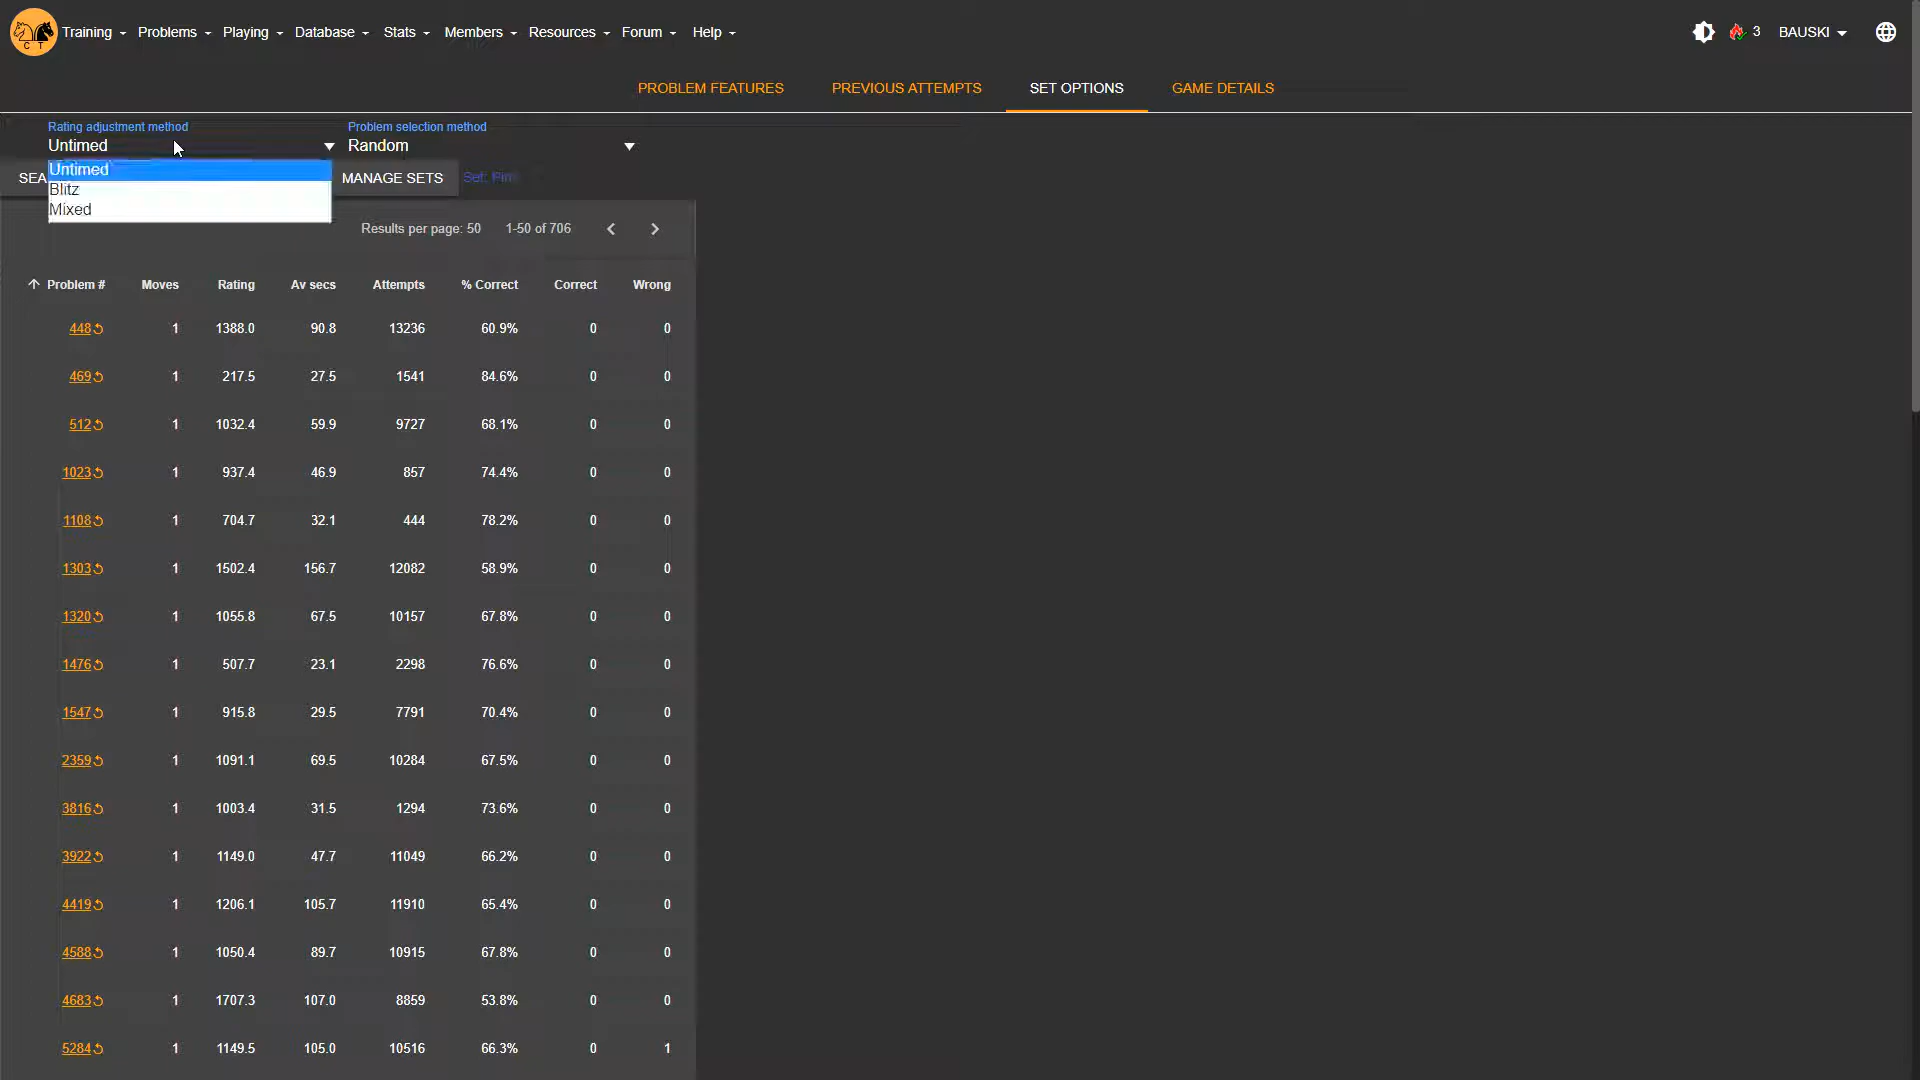 Training Problems Playing Database Stats Members Resources Forum Help 3 BAUSKI
C T
PROBLEM FEATURES PREVIOUS ATTEMPTS SET OPTIONS GAME DETAILS
Rating adjustment method Problem selection method
Untimed Random
Untimed
Blitz
Mixed
SEA MANAGE SETS Set:
Results per page: 50 1-50 of 706
Problem # Moves Rating Av secs Attempts % Correct Correct Wrong
448 1 1388.0 90.8 13236 60.9% 0 0
469 1 217.5 27.5 1541 84.6% 0 0
512 1 1032.4 59.9 9727 68.1% 0 0
1023 1 937.4 46.9 857 74.4% 0 0
1108 1 704.7 32.1 444 78.2% 0 0
1303 1 1502.4 156.7 12082 58.9% 0 0
1320 1 1055.8 67.5 10157 67.8% 0 0
1476 1 507.7 23.1 2298 76.6% 0 0
1547 1 915.8 29.5 7791 70.4% 0 0
2359 1 1091.1 69.5 10284 67.5% 0 0
3816 1 1003.4 31.5 1294 73.6% 0 0
3922 1 1149.0 47.7 11049 66.2% 0 0
4419 1 1206.1 105.7 11910 65.4% 0 0
4588 1 1050.4 89.7 10915 67.8% 0 0
4683 1 1707.3 107.0 8859 53.8% 0 0
5284 1 1149.5 105.0 10516 66.3% 0 1